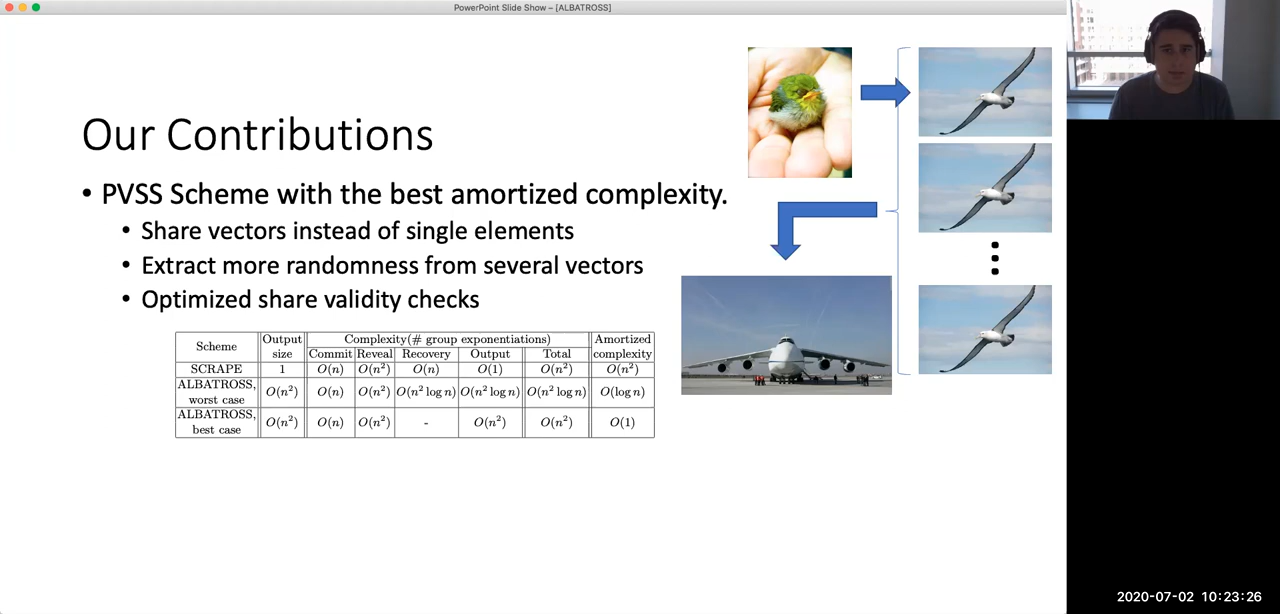 PowerPoint Slide Show – [ALBATROSS]
Our Contributions
• PVSS Scheme with the best amortized complexity.
• Share vectors instead of single elements
• Extract more randomness from several vectors
• Optimized share validity checks
Scheme Output size Complexity(# group exponentiations) Amortized complexity
Commit Reveal Recovery Output Total
SCRAPE 1 O(n) O(n²) O(n) O(1) O(n²) O(n²)
ALBATROSS, worst case O(n²) O(n) O(n²) O(n² log n) O(n² log n) O(n² log n) O(log n)
ALBATROSS, best case O(n²) O(n) O(n²) - O(n²) O(n²) O(1)
2020-07-02 10:23:26